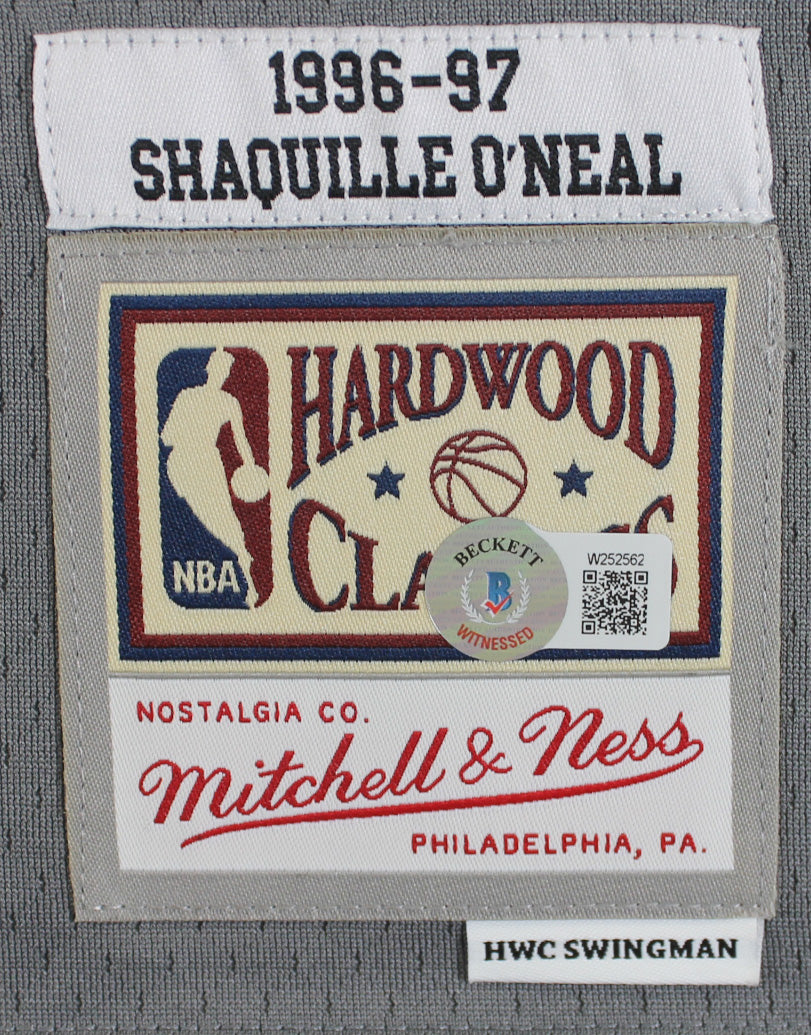 1996-97
SHAQUILLE O'NEAL
HARDWOOD
NBA
BECKETT
W252562
WITNESSED
NOSTALGIA CO.
Mitchell & Ness
PHILADELPHIA, PA.
HWC SWINGMAN